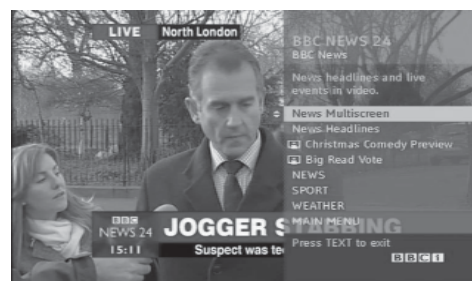 LIVE North London
BBC NEWS 24
BBC News
News headlines and live
events in video.
News Multiscreen
News Headlines
Christmas Comedy Preview
Big Read Vote
NEWS
SPORT
WEATHER
MAIN MENU
Press TEXT to exit
BBC 1
BBC
NEWS 24
15:11
JOGGER STABBING
Suspect was